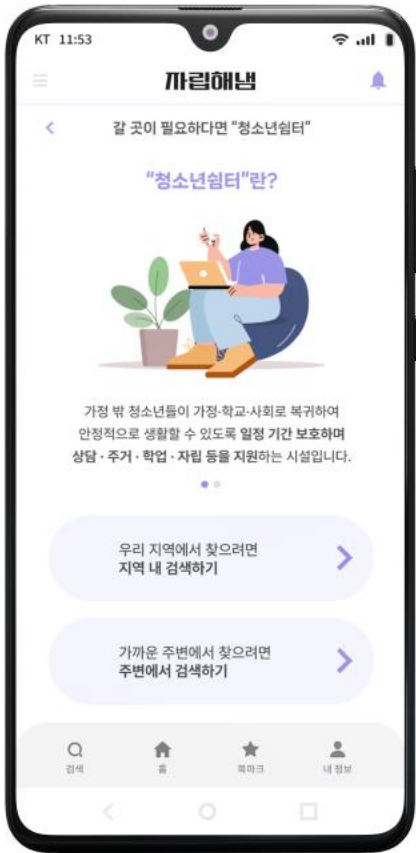 KT 11:53
자립해냄
갈 곳이 필요하다면 "청소년쉼터"
"청소년쉼터"란?
가정 밖 청소년들이 가정·학교·사회로 복귀하여
안정적으로 생활할 수 있도록 일정 기간 보호하며
상담 · 주거 · 학업 · 자립 등을 지원하는 시설입니다.
우리 지역에서 찾으려면
지역 내 검색하기
가까운 주변에서 찾으려면
주변에서 검색하기
검색 홈 북마크 내 정보